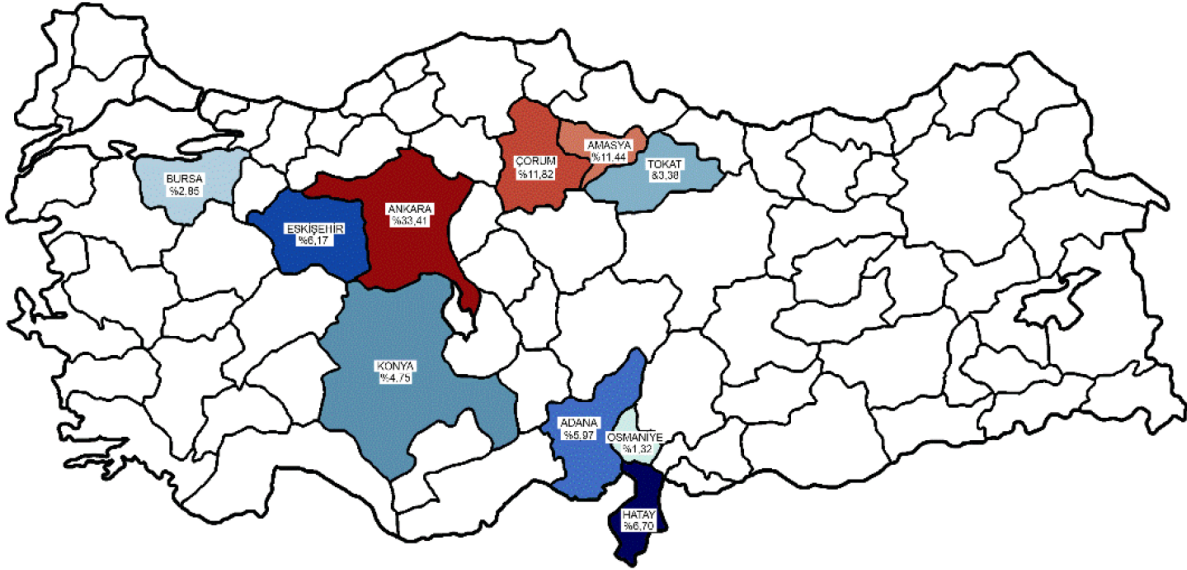 AMASYA
%11,44
ÇORUM
%11,82
TOKAT
83,38
BURSA
%2.85
ANKARA
%33,41
ESKİŞEHİR
%6,17
KONYA
%4.75
ADANA
%5.97
OSMANİYE
%1,32
HATAY
%6,70